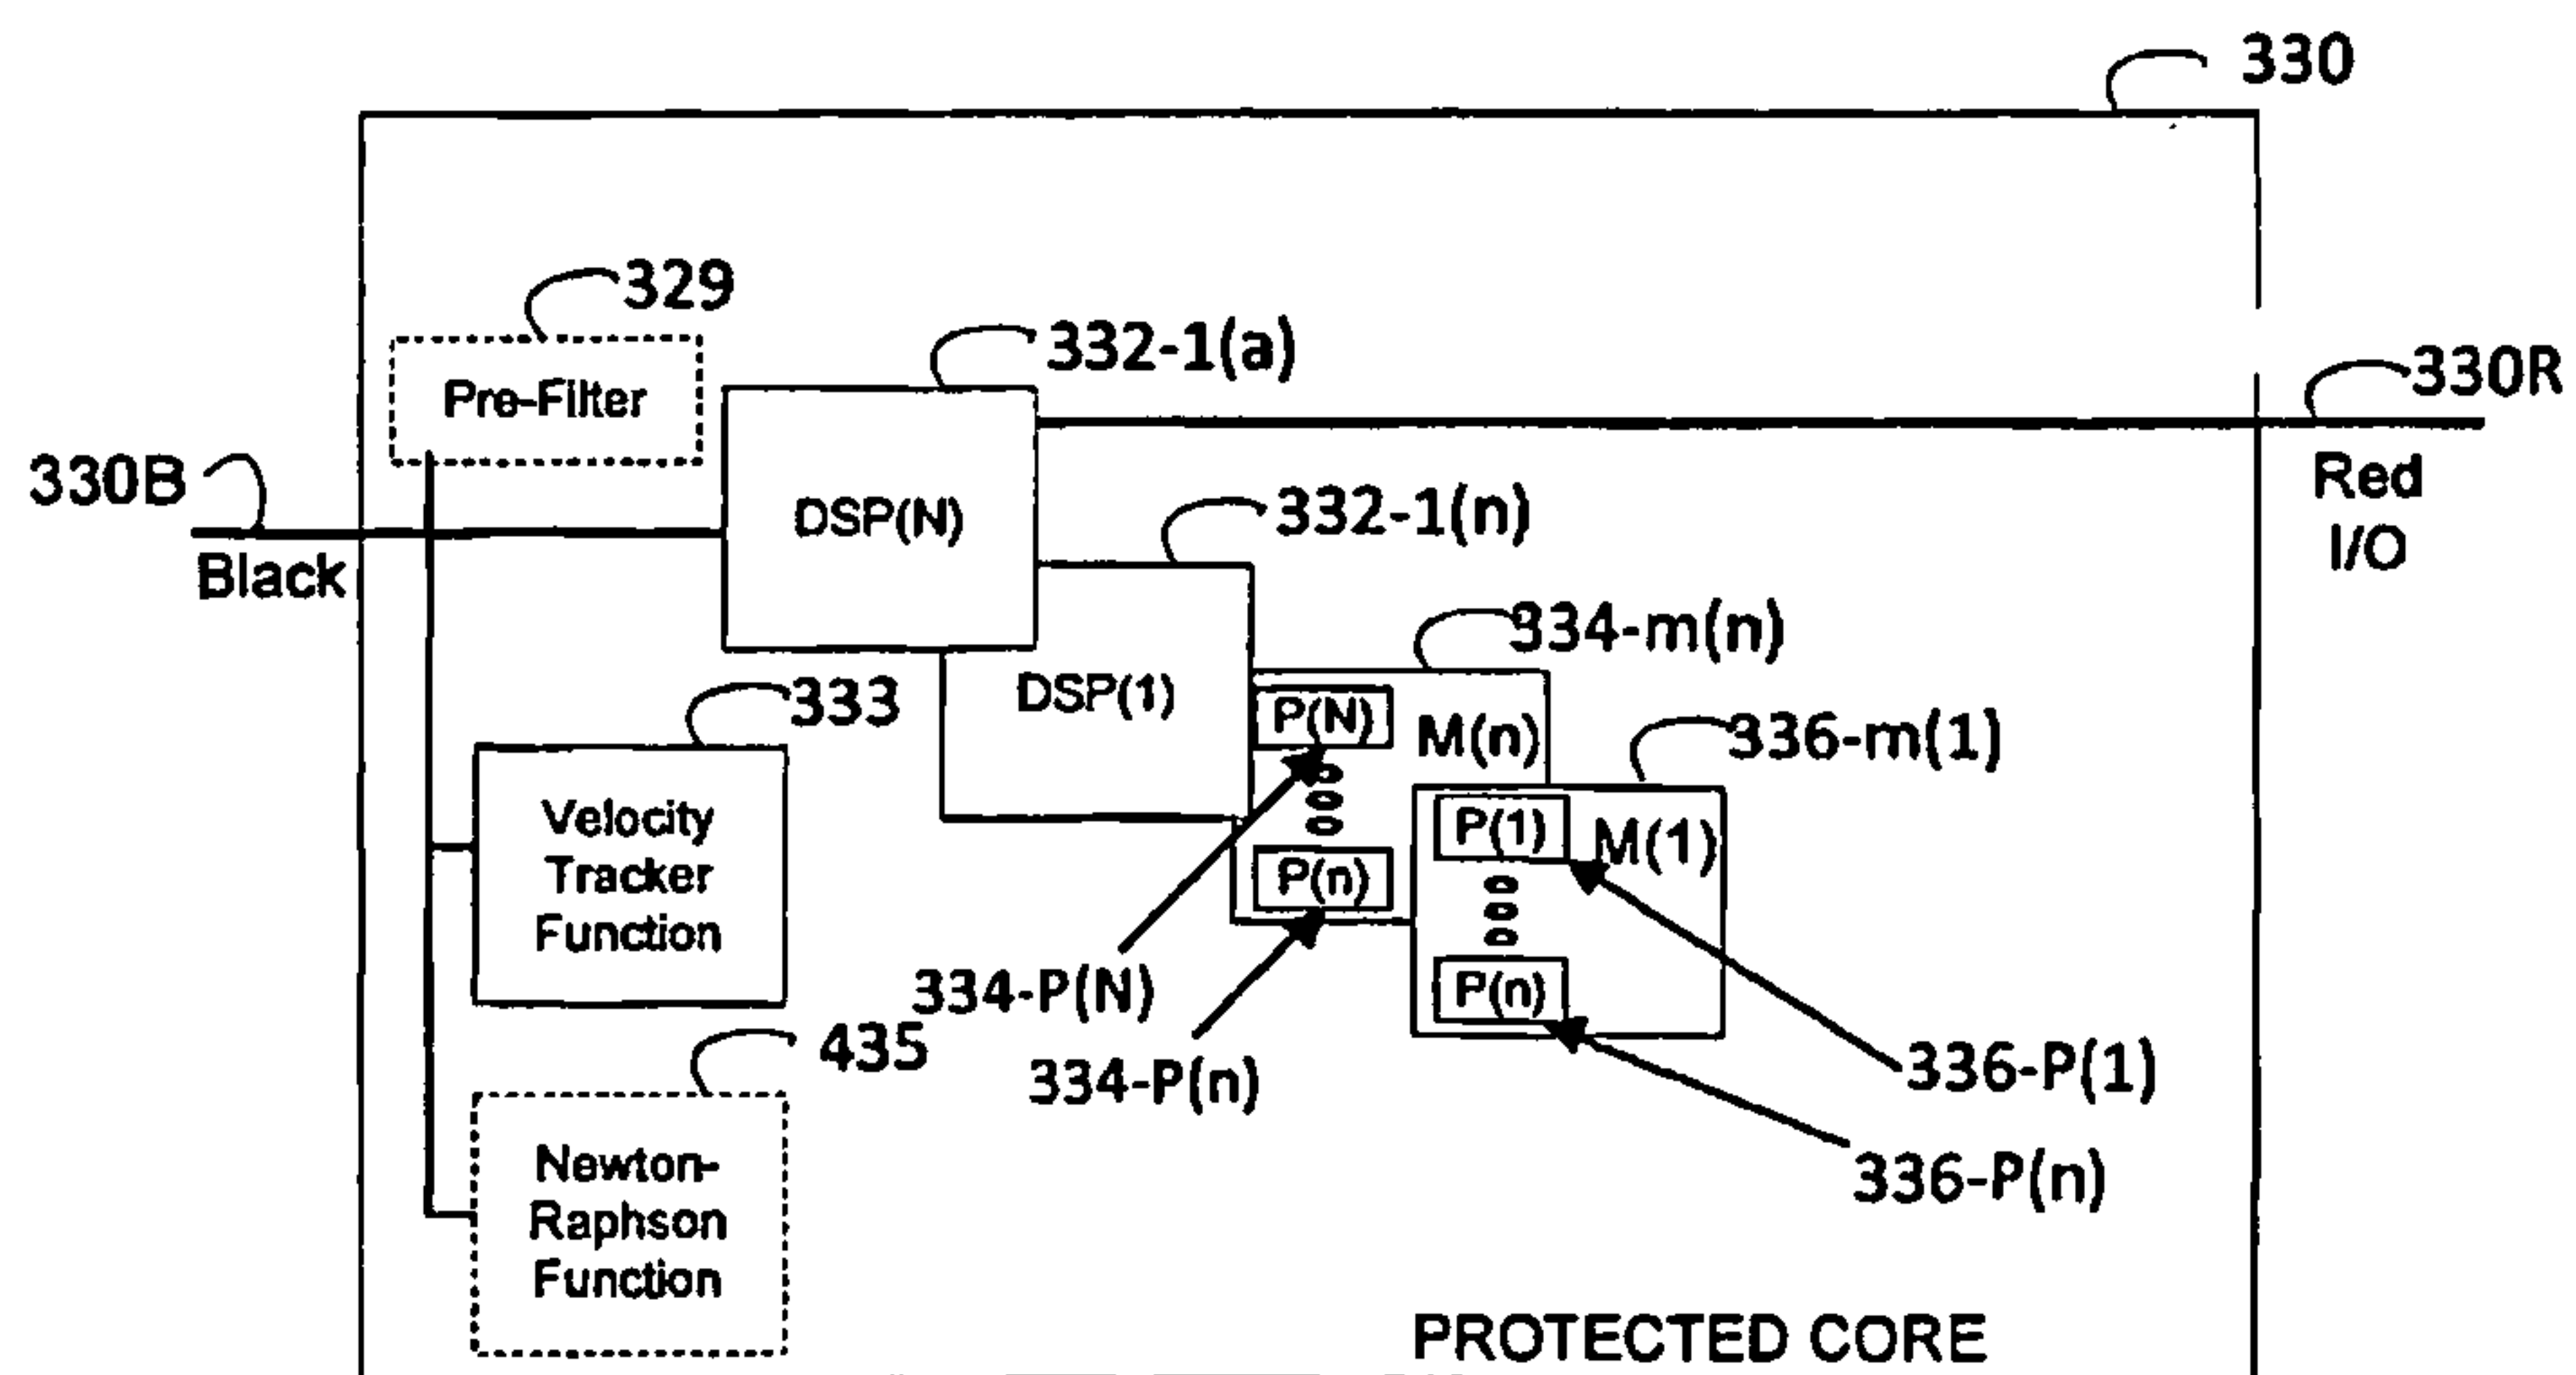 330
329
332-1(a)
330R
Pre-Filter
330B
Red
I/O
DSP(N)
332-1(n)
Black
334-m(n)
DSP(1)
333
P(N)
M(n)
336-m(1)
Velocity
Tracker
Function
P(1)
M(1)
P(n)
334-P(N)
P(n)
435
334-P(n)
336-P(1)
Newton-
Raphson
Function
336-P(n)
PROTECTED CORE